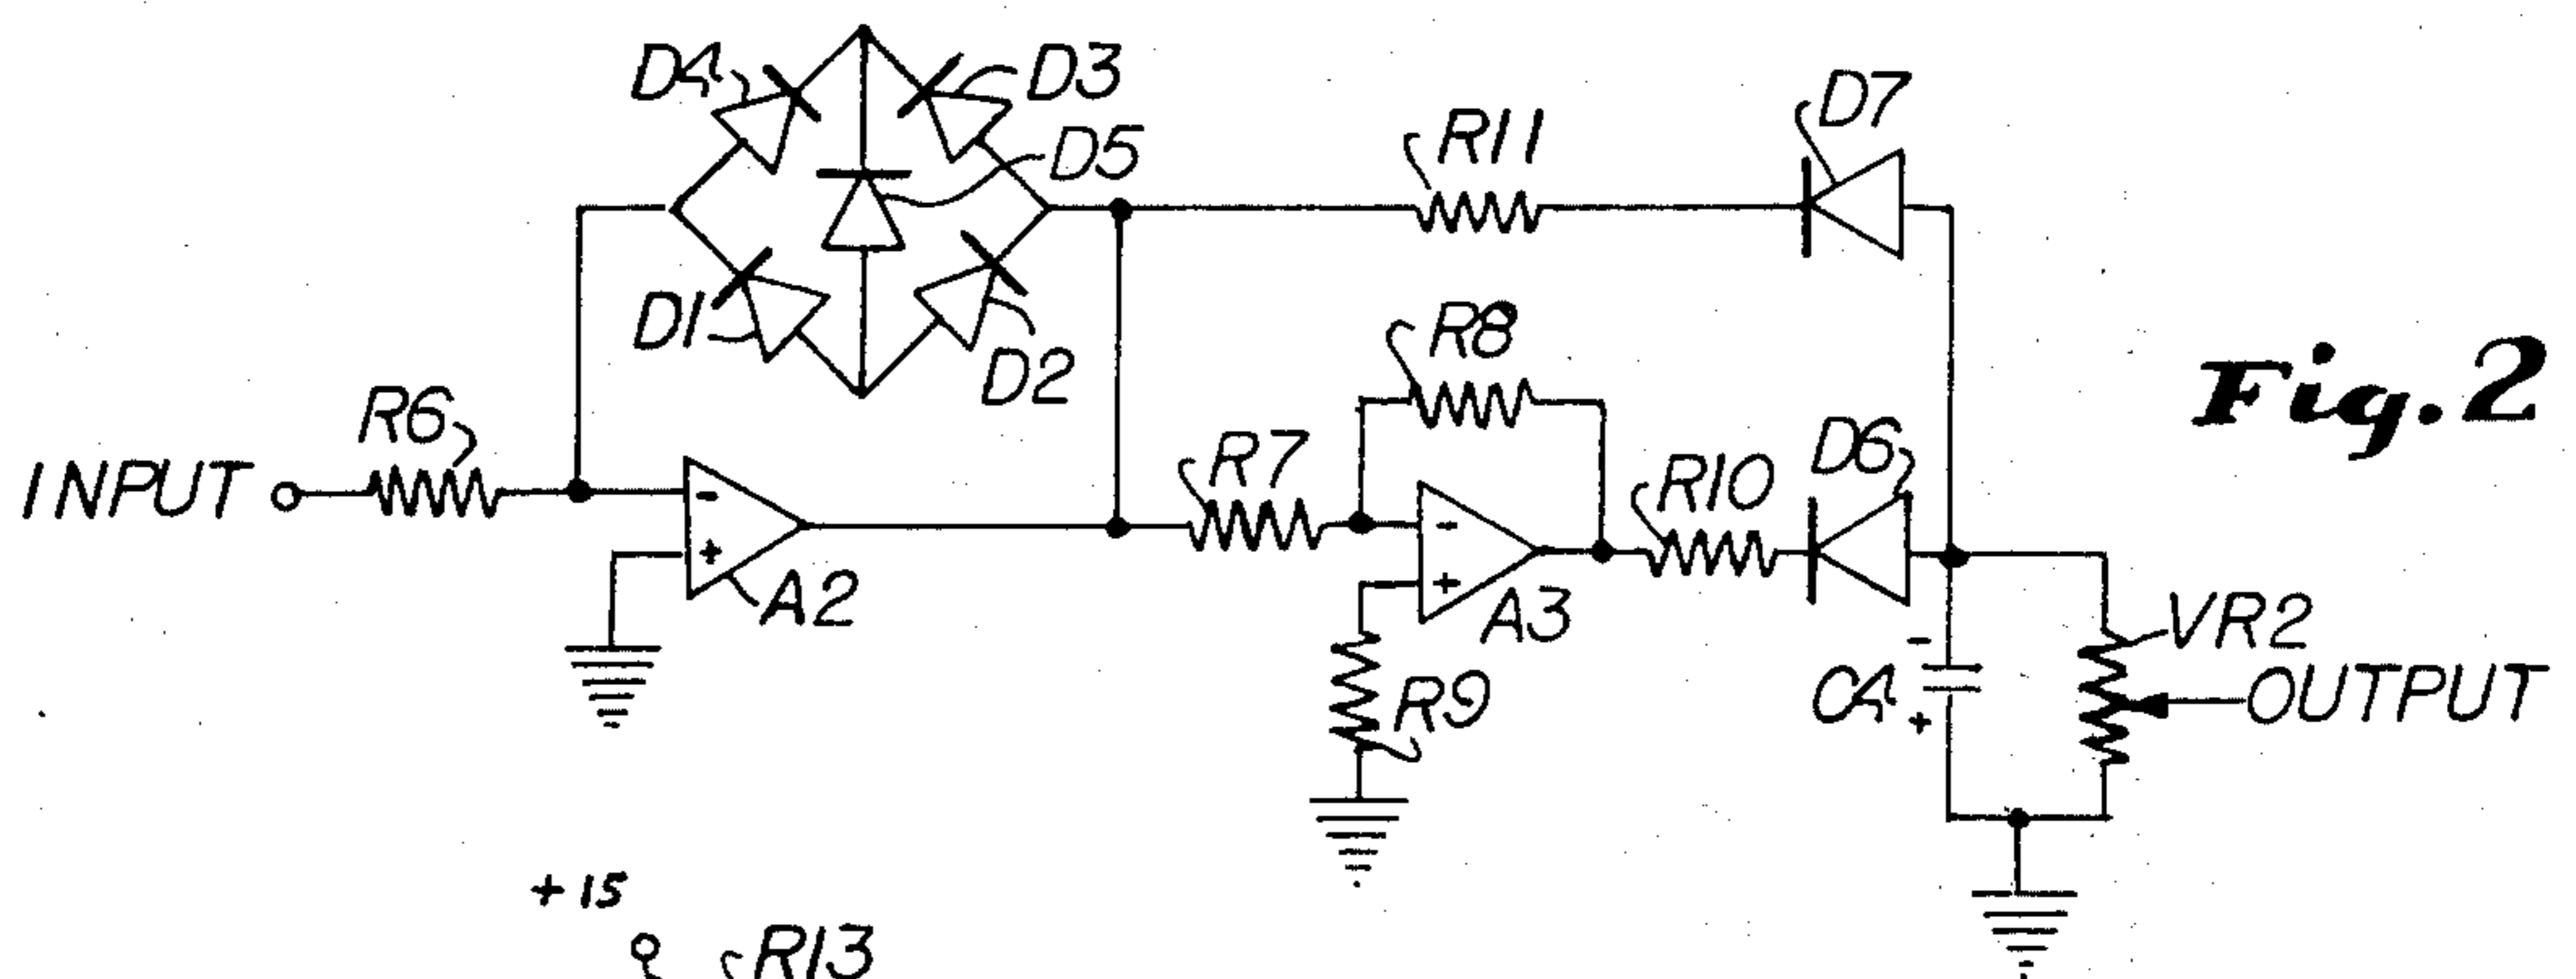 D4
D3
D7
R11
D5
D1
R8
D2
Fig. 2
R6
D6
R7
R10
INPUT
-
-
+
A2
+
A3
VR2
-
C4
OUTPUT
R9
+
+15
R13